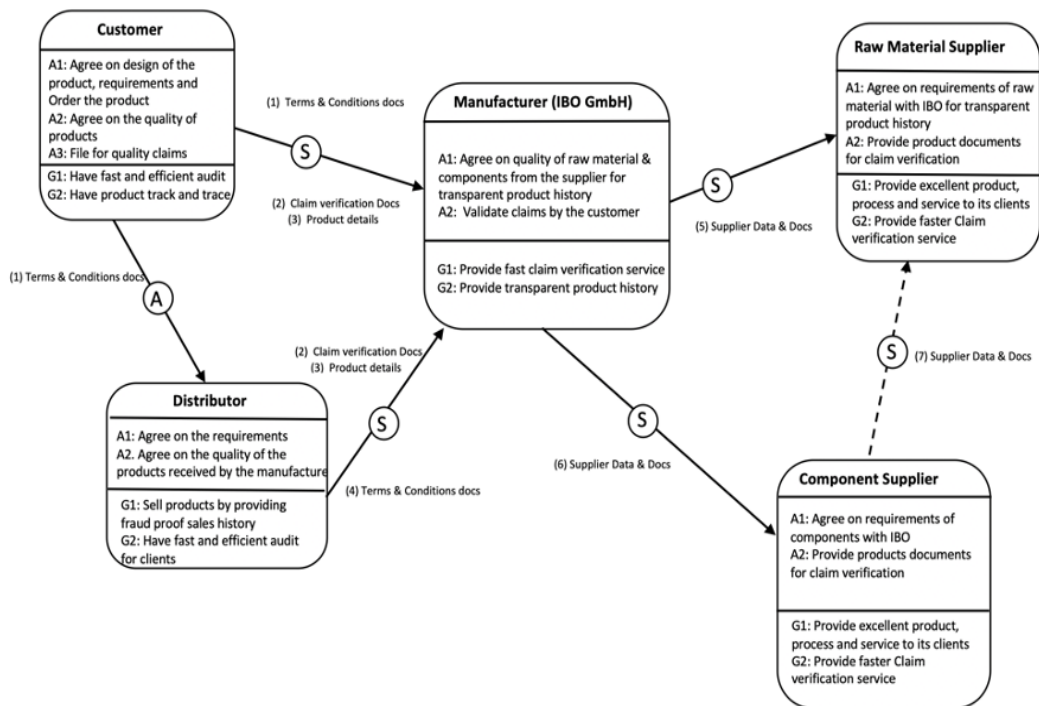 Customer
A1: Agree on design of the
product, requirements and
Order the product
A2: Agree on the quality of
products
A3: File for quality claims
G1: Have fast and efficient audit
G2: Have product track and trace
(1) Terms & Conditions docs
S
(2) Claim verification Docs
(3) Product details
Manufacturer (IBO GmbH)
A1: Agree on quality of raw material &
components from the supplier for
transparent product history
A2: Validate claims by the customer
G1: Provide fast claim verification service
G2: Provide transparent product history
S
(5) Supplier Data & Docs
Raw Material Supplier
A1: Agree on requirements of raw
material with IBO for transparent
product history
A2: Provide product documents
for claim verification
G1: Provide excellent product,
process and service to its clients
G2: Provide faster Claim
verification service
(1) Terms & Conditions docs
A
Distributor
A1: Agree on the requirements
A2. Agree on the quality of the
products received by the manufacture
G1: Sell products by providing
fraud proof sales history
G2: Have fast and efficient audit
for clients
(2) Claim verification Docs
(3) Product details
S
(4) Terms & Conditions docs
S
(6) Supplier Data & Docs
S
(7) Supplier Data & Docs
Component Supplier
A1: Agree on requirements of
components with IBO
A2: Provide products documents
for claim verification
G1: Provide excellent product,
process and service to its clients
G2: Provide faster Claim
verification service